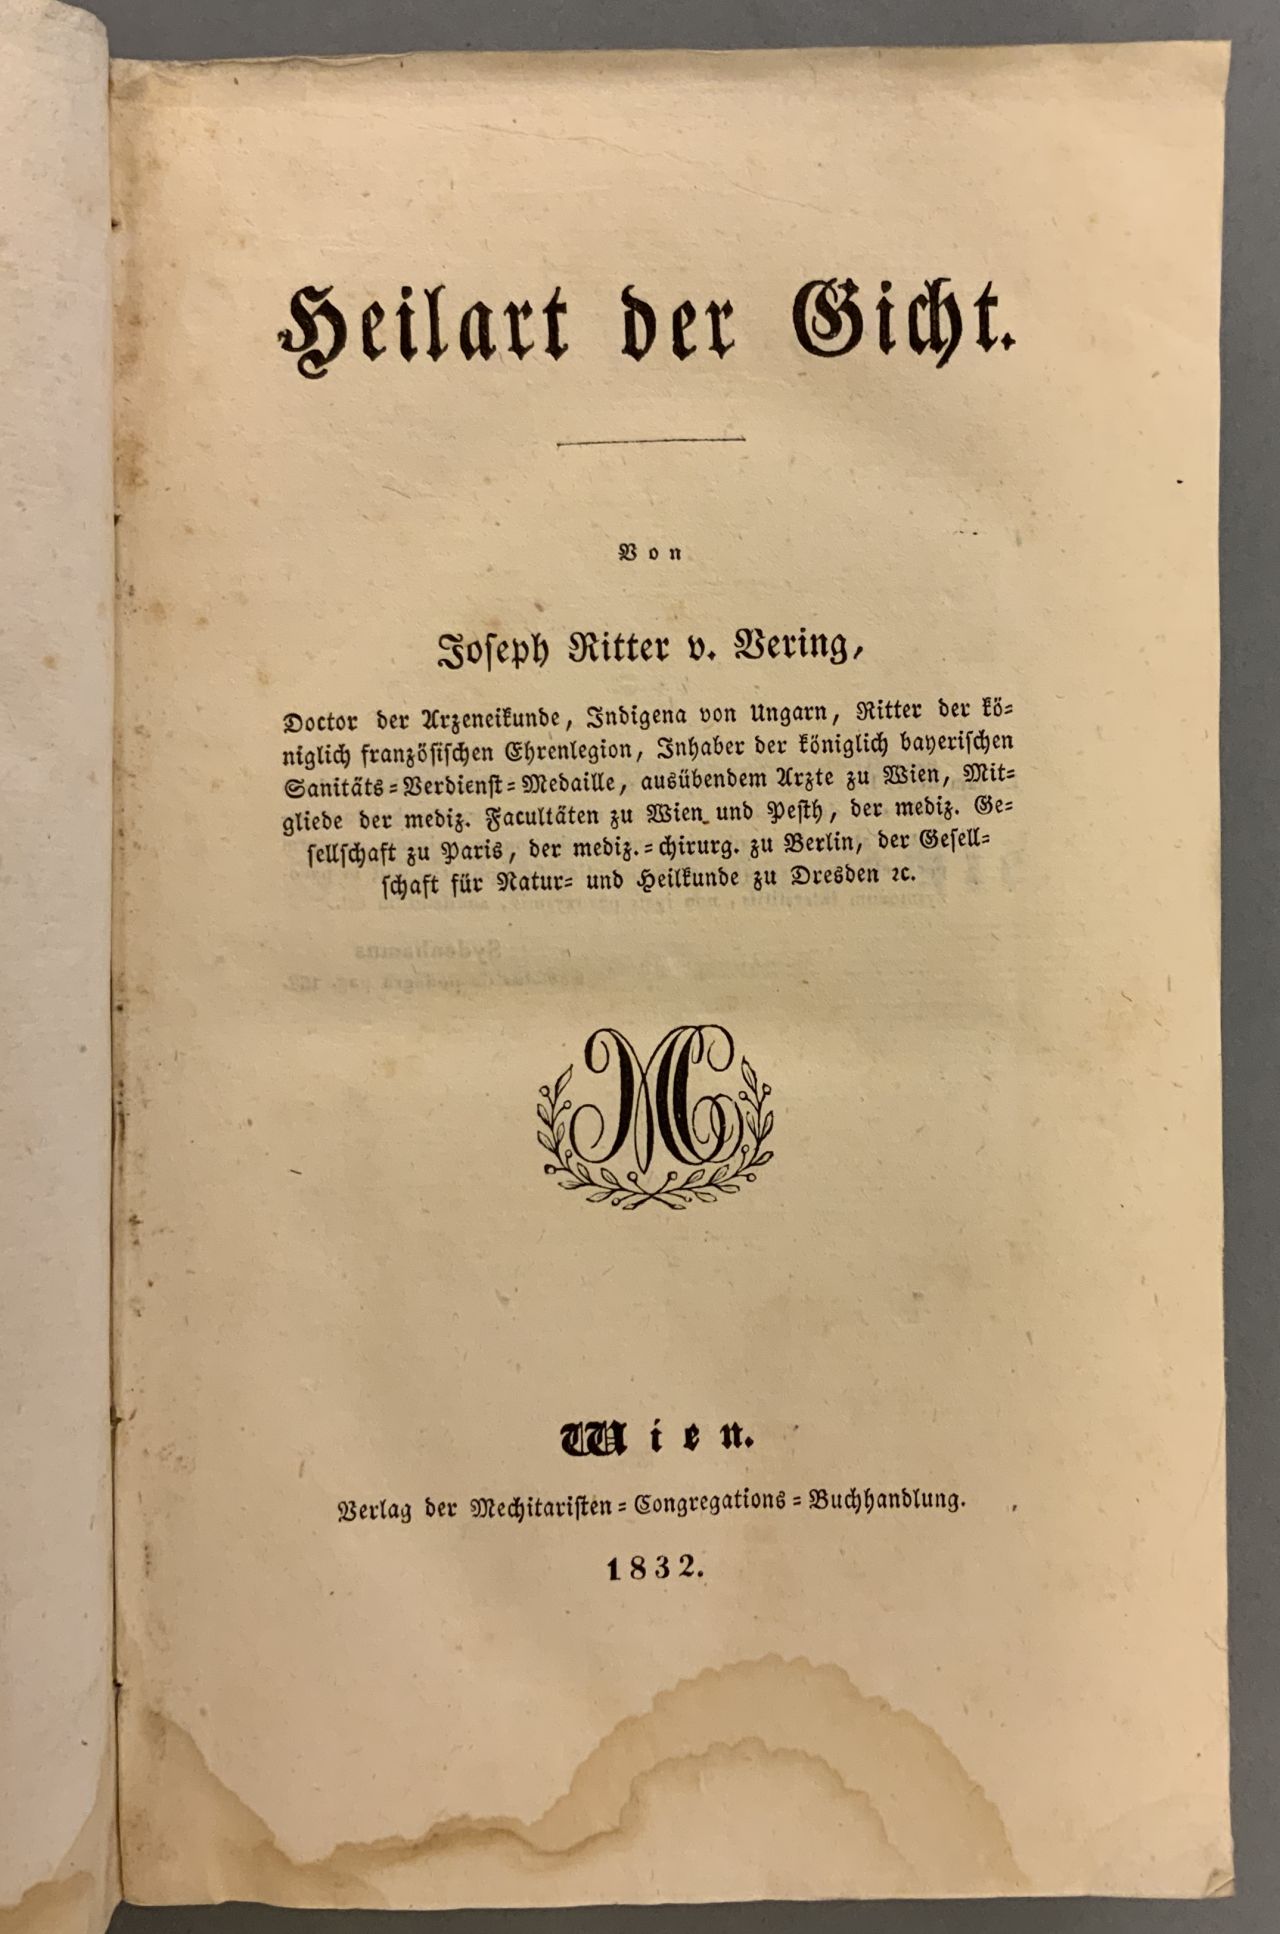 Heilart der Gicht.
Von
Joseph Ritter v. Vering,
Doctor der Arzeneikunde, Indigena von Ungarn, Ritter der kö-
niglich französischen Ehrenlegion, Inhaber der königlich bayerischen
Sanitäts-Verdienst-Medaille, ausübendem Arzte zu Wien, Mit-
gliede der mediz. Facultäten zu Wien und Pesth, der mediz. Ge-
sellschaft zu Paris, der mediz.-chirurg. zu Berlin, der Gesell-
schaft für Natur- und Heilkunde zu Dresden ꝛc.
Sydenhamus
MC
Wien.
Verlag der Mechitaristen-Congregations-Buchhandlung.
1832.